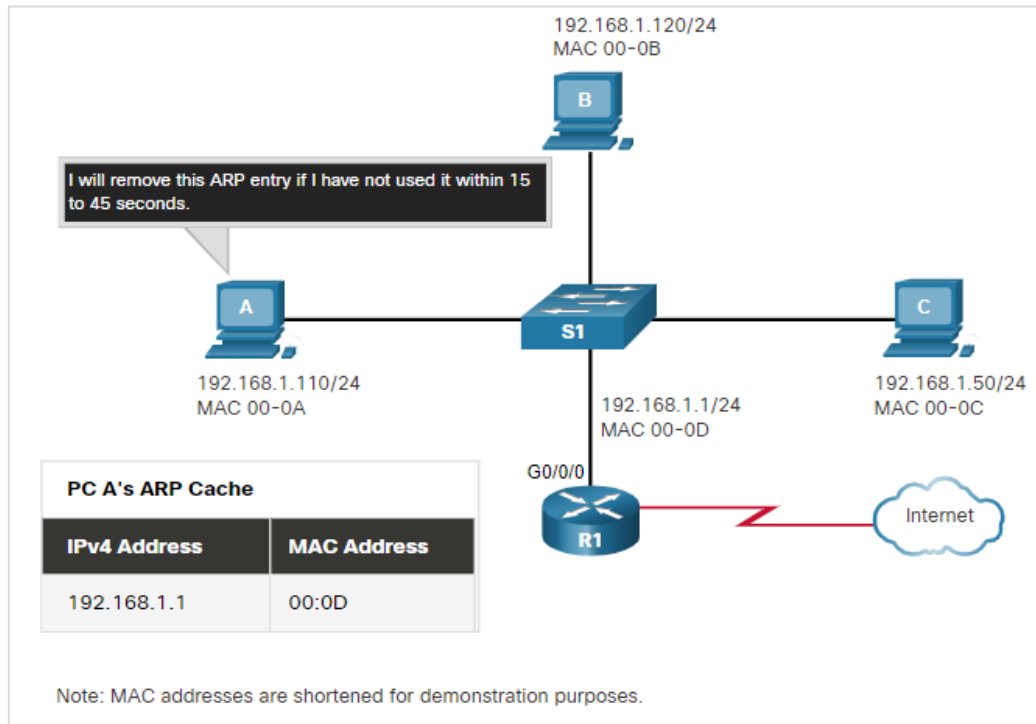 192.168.1.120/24
MAC 00-0B
B
I will remove this ARP entry if I have not used it within 15
to 45 seconds.
A
S1
C
192.168.1.110/24
MAC 00-0A
192.168.1.1/24
MAC 00-0D
192.168.1.50/24
MAC 00-0C
G0/0/0
R1
Internet
PC A's ARP Cache
IPv4 Address MAC Address
192.168.1.1 00:0D
Note: MAC addresses are shortened for demonstration purposes.